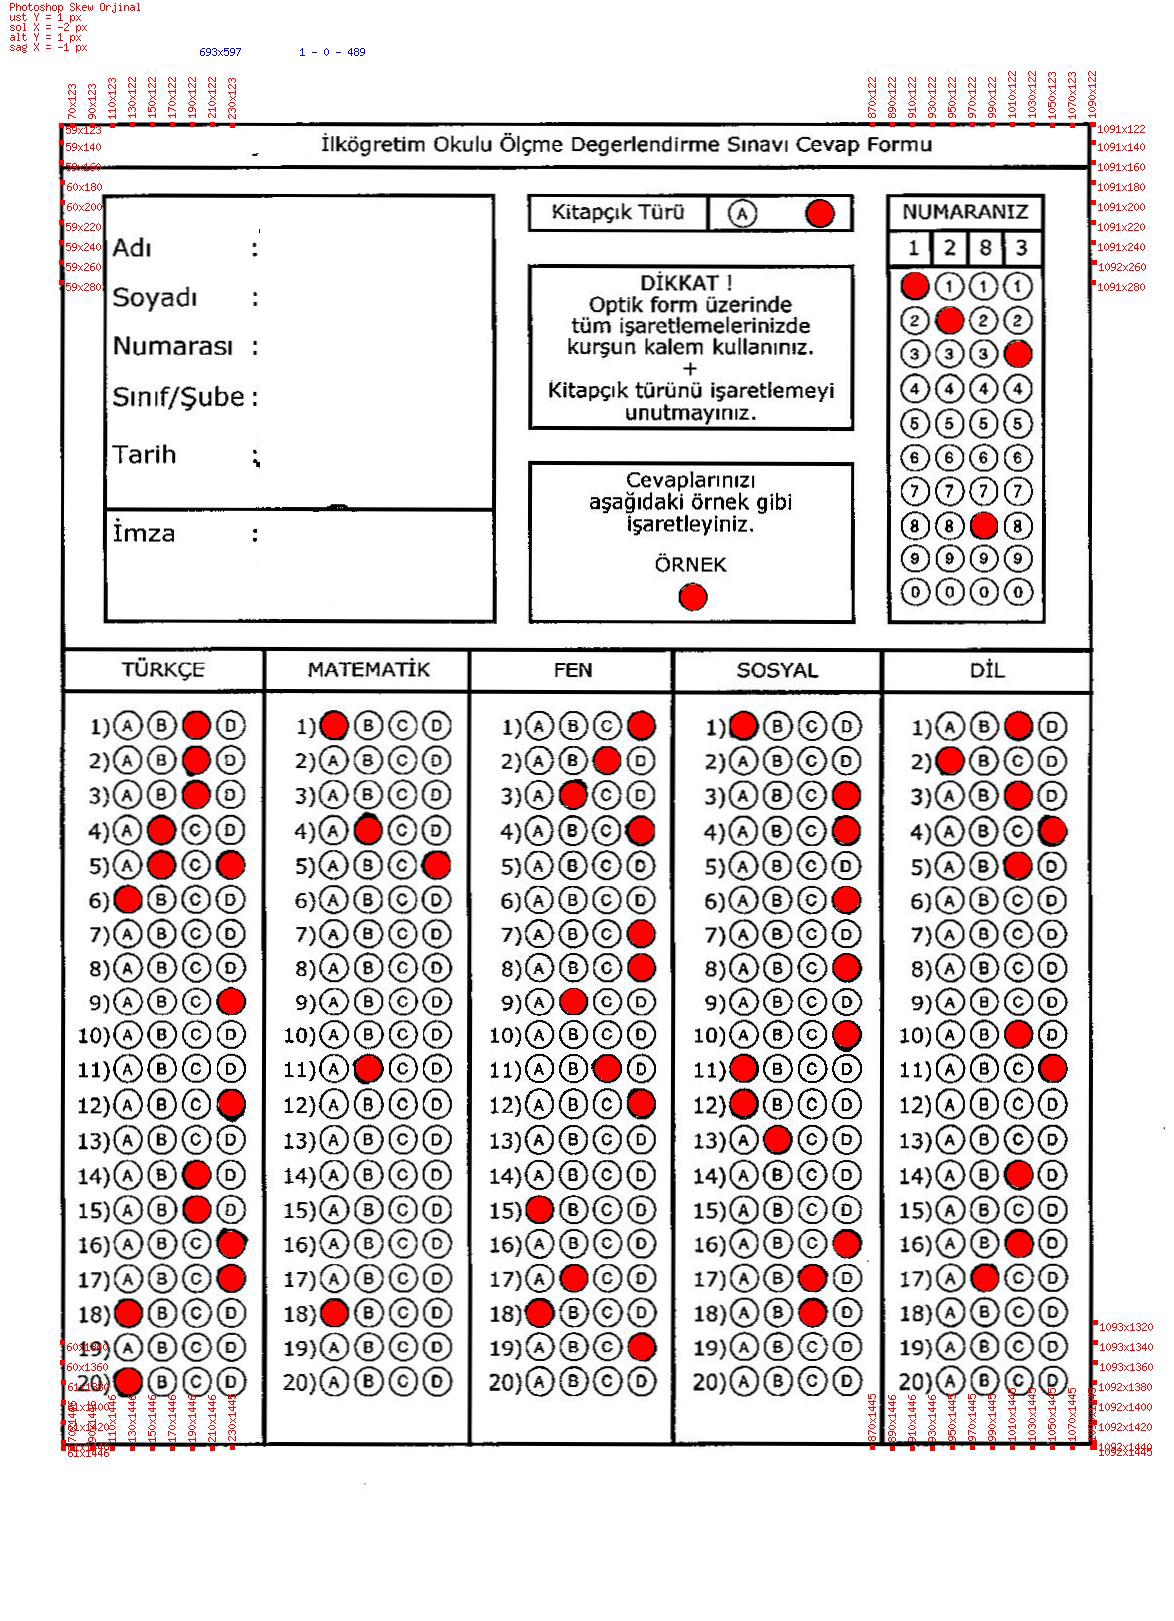 Photoshop Skew Orjinal
ust Y = 1 px
sol X = -2 px
alt Y = 1 px
sag X = -1 px
693x597 1 - 0 - 489
70x123 90x123 110x123 130x122 150x122 170x122 190x122 210x122 230x123 870x122 890x122 910x122 930x122 950x122 970x122 990x122 1010x122 1030x122 1050x123 1070x123 1090x122
59x123 1091x122
59x140 İlkögretim Okulu Ölçme Degerlendirme Sınavı Cevap Formu 1091x140
59x160 1091x160
60x180 1091x180
60x200 Kitapçık Türü A NUMARANIZ 1091x200
59x220 1091x220
59x240 Adı : 1 2 8 3 1091x240
59x260 1092x260
59x280 1091x280
Soyadı :
Numarası :
Sınıf/Şube :
Tarih :
İmza :
DİKKAT !
Optik form üzerinde
tüm işaretlemelerinizde
kurşun kalem kullanınız.
+
Kitapçık türünü işaretlemeyi
unutmayınız.
Cevaplarınızı
aşağıdaki örnek gibi
işaretleyiniz.
ÖRNEK
1 1 1
2 2 2
3 3 3
4 4 4 4
5 5 5 5
6 6 6 6
7 7 7 7
8 8 8
9 9 9 9
0 0 0 0
TÜRKÇE MATEMATİK FEN SOSYAL DİL
1) A B D 1) B C D 1) A B C 1) B C D 1) A B D
2) A B D 2) A B C D 2) A B D 2) A B C D 2) B C D
3) A B D 3) A B C D 3) A C D 3) A B C 3) A B D
4) A C D 4) A C D 4) A B C 4) A B C 4) A B C
5) A C 5) A B C 5) A B C D 5) A B C D 5) A B D
6) B C D 6) A B C D 6) A B C D 6) A B C 6) A B C D
7) A B C D 7) A B C D 7) A B C 7) A B C D 7) A B C D
8) A B C D 8) A B C D 8) A B C 8) A B C 8) A B C D
9) A B C 9) A B C D 9) A C D 9) A B C D 9) A B C D
10) A B C D 10) A B C D 10) A B C D 10) A B C 10) A B D
11) A B C D 11) A C D 11) A B D 11) B C D 11) A B C
12) A B C 12) A B C D 12) A B C 12) B C D 12) A B C D
13) A B C D 13) A B C D 13) A B C D 13) A C D 13) A B C D
14) A B D 14) A B C D 14) A B C D 14) A B C D 14) A B D
15) A B D 15) A B C D 15) B C D 15) A B C D 15) A B C D
16) A B C 16) A B C D 16) A B C D 16) A B C 16) A B D
17) A B C 17) A B C D 17) A C D 17) A B D 17) A C D
18) B C D 18) B C D 18) B C D 18) A B D 18) A B C D
19) A B C D 19) A B C D 19) A B C 19) A B C D 19) A B C D
20) B C D 20) A B C D 20) A B C D 20) A B C D 20) A B C D
60x1340 1093x1320
60x1360 1093x1340
61x1380 1093x1360
61x1400 1092x1380
61x1420 1092x1400
1092x1420
1092x1440
61x1446 1092x1445
70x1446 90x1446 110x1446 130x1446 150x1446 170x1446 190x1446 210x1446 230x1445 870x1445 890x1446 910x1446 930x1446 950x1445 970x1445 990x1445 1010x1445 1030x1445 1050x1445 1070x1445